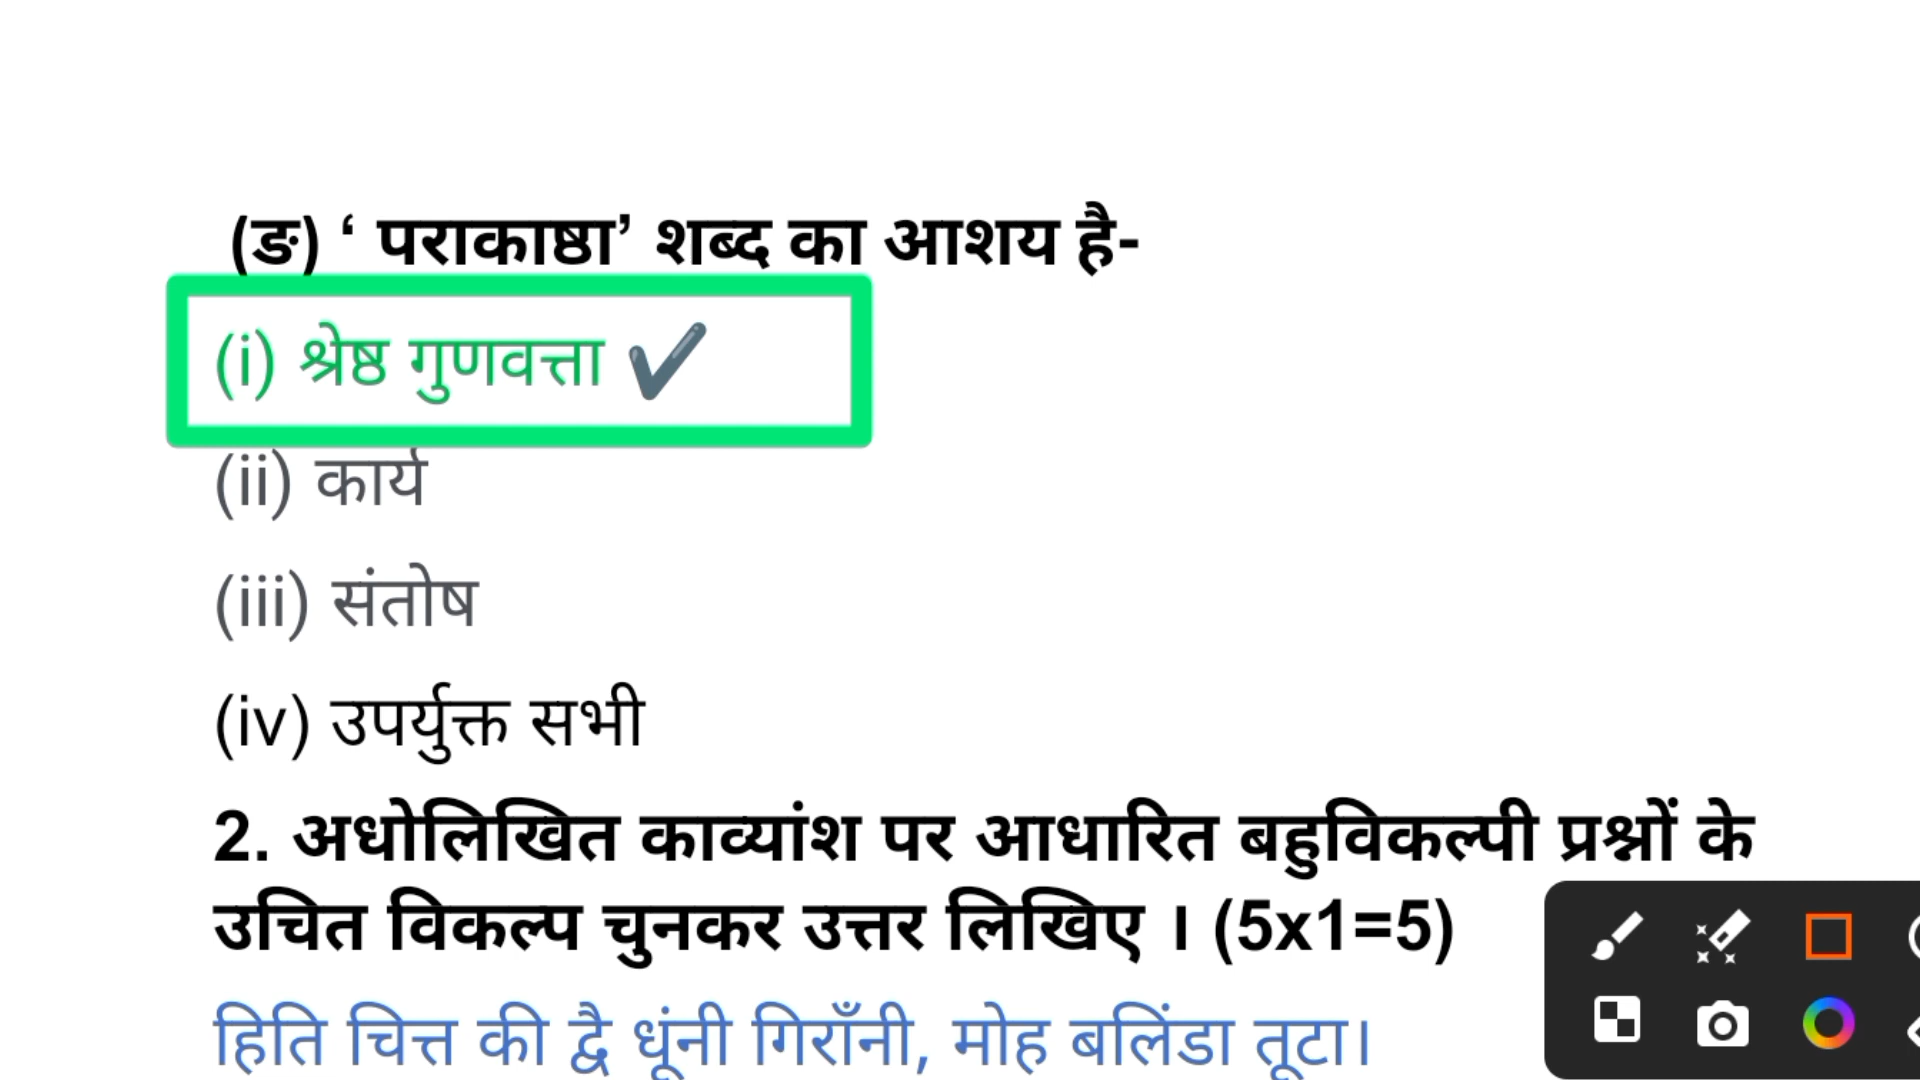 (ङ) ‘ पराकाष्ठा’ शब्द का आशय है-
(i) श्रेष्ठ गुणवत्ता ✔
(ii) कार्य
(iii) संतोष
(iv) उपर्युक्त सभी
2. अधोलिखित काव्यांश पर आधारित बहुविकल्पी प्रश्नों के
उचित विकल्प चुनकर उत्तर लिखिए । (5x1=5)
हिति चित्त की द्वै धूंनी गिराँनी, मोह बलिंडा तूटा।